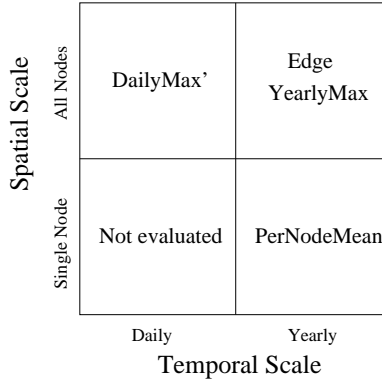 Spatial Scale
All Nodes
Single Node
DailyMax’
Edge
YearlyMax
Not evaluated
PerNodeMean
Daily
Yearly
Temporal Scale